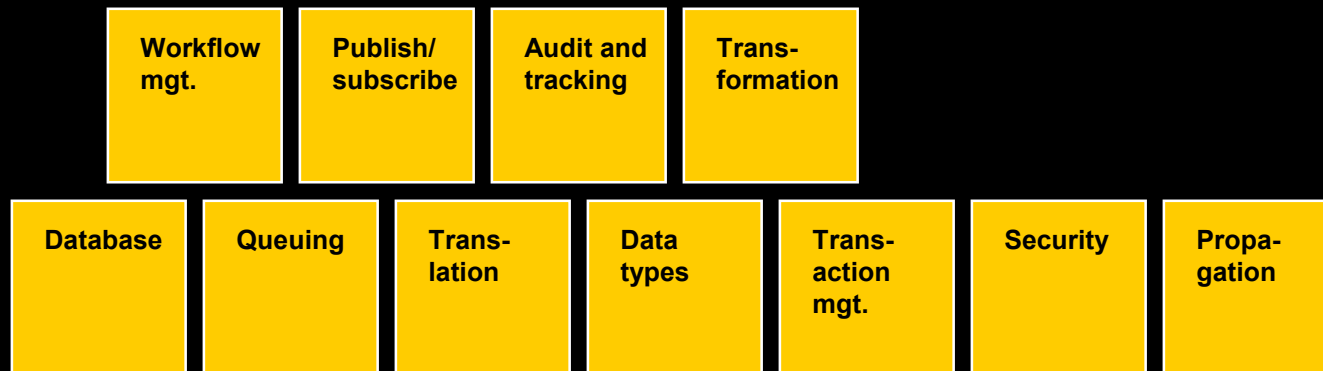 Workflow
mgt.
Publish/
subscribe
Audit and
tracking
Trans-
formation
Database
Queuing
Trans-
lation
Data
types
Trans-
action
mgt.
Security
Propa-
gation